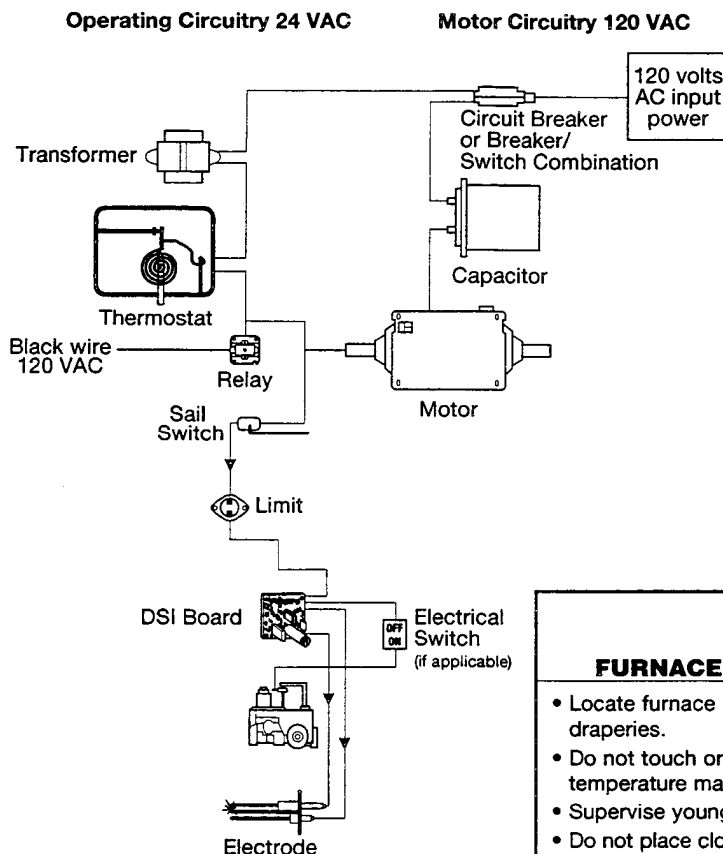 Operating Circuitry 24 VAC
Motor Circuitry 120 VAC
120 volts
AC input
power
Circuit Breaker
or Breaker/
Switch Combination
Transformer
Capacitor
Thermostat
Black wire
120 VAC
Relay
Motor
Sail
Switch
Limit
DSI Board
OFF
ON
Electrical
Switch
(if applicable)
Electrode
FURNACE
• Locate furnace
draperies.
• Do not touch or
temperature ma
• Supervise young
• Do not place clo